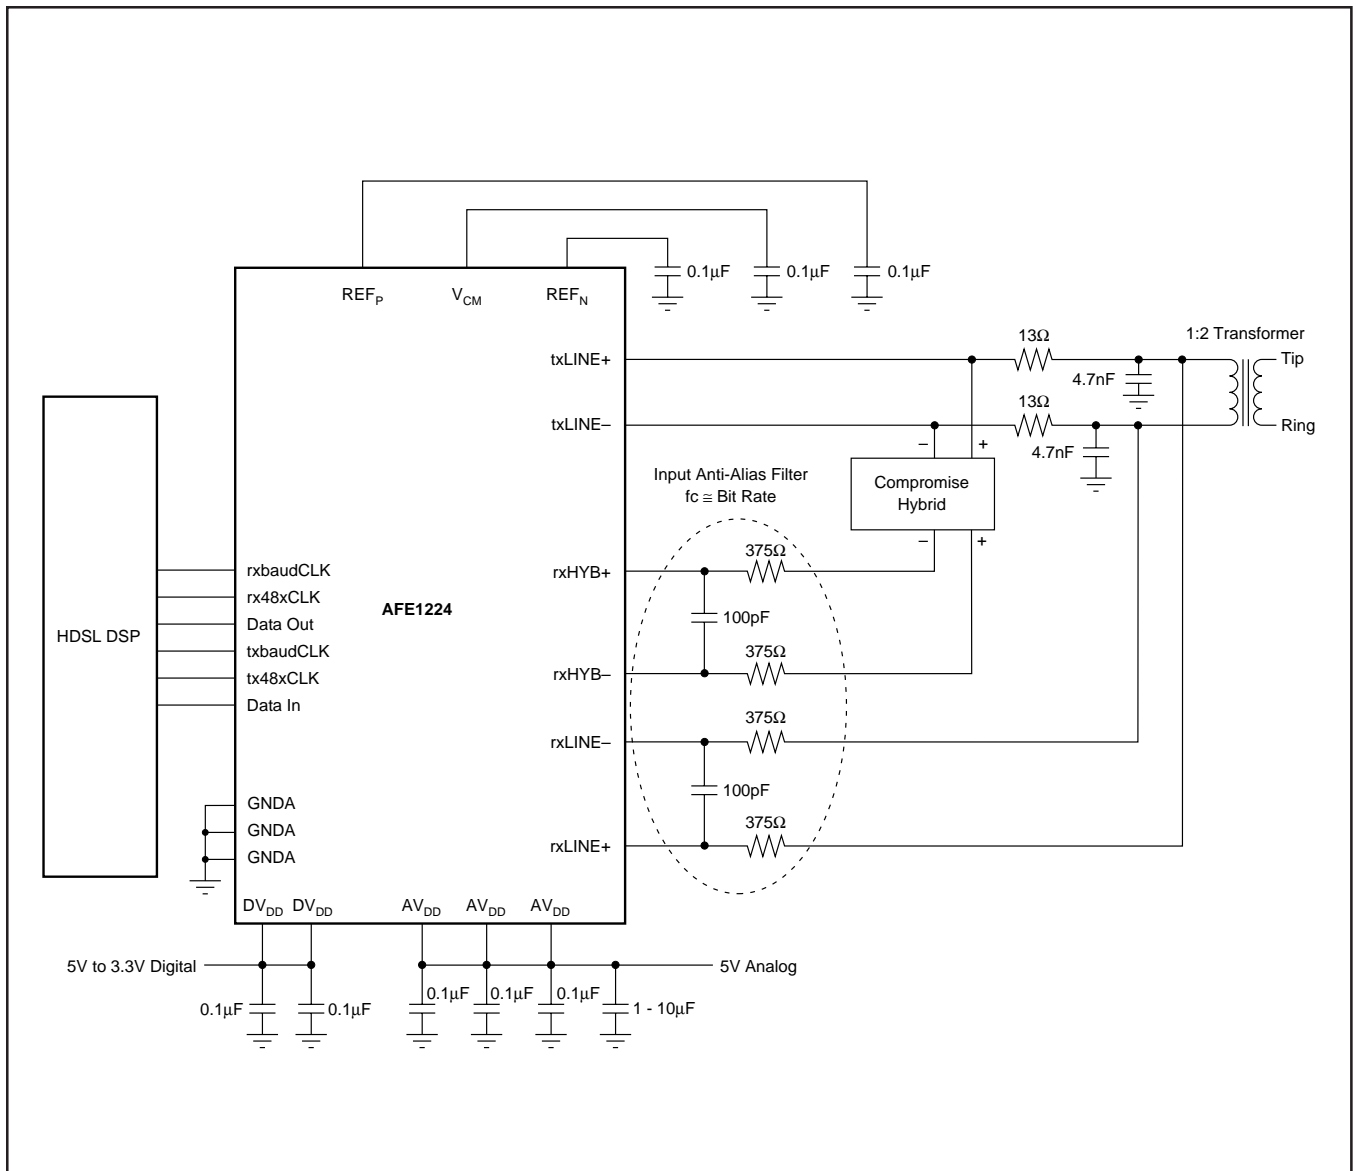 0.1μF
0.1μF
0.1μF
REFP
VCM
REFN
1:2 Transformer
13Ω
txLINE+
Tip
4.7nF
13Ω
txLINE–
Ring
4.7nF
– +
Input Anti-Alias Filter
fc ≅ Bit Rate
Compromise
Hybrid
– +
375Ω
rxHYB+
100pF
375Ω
rxHYB–
375Ω
rxLINE–
100pF
375Ω
rxLINE+
AFE1224
HDSL DSP
rxbaudCLK
rx48xCLK
Data Out
txbaudCLK
tx48xCLK
Data In
GNDA
GNDA
GNDA
DVDD DVDD AVDD AVDD AVDD
5V to 3.3V Digital
5V Analog
0.1μF
0.1μF
0.1μF
0.1μF
0.1μF
1 - 10μF